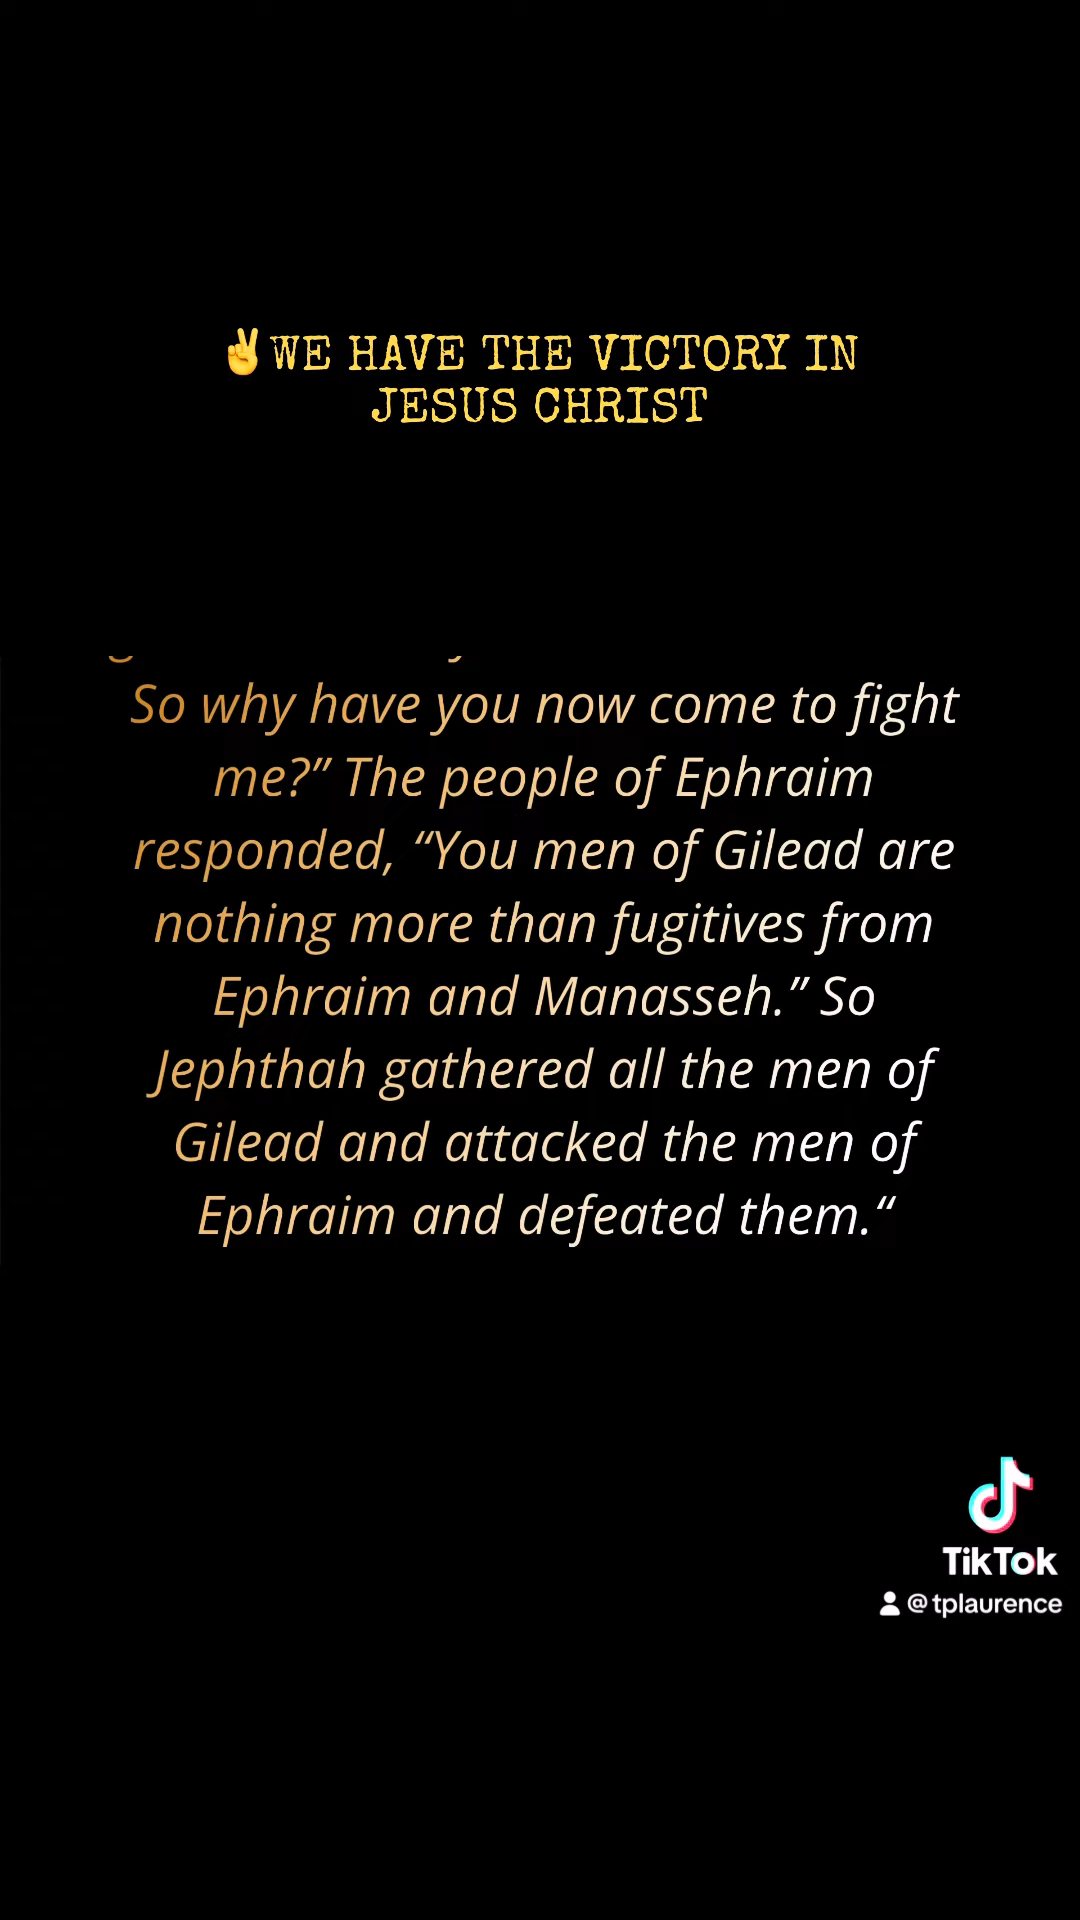 ✌WE HAVE THE VICTORY IN
JESUS CHRIST
So why have you now come to fight
me?” The people of Ephraim
responded, “You men of Gilead are
nothing more than fugitives from
Ephraim and Manasseh.” So
Jephthah gathered all the men of
Gilead and attacked the men of
Ephraim and defeated them.“
TikTok
@tplaurence